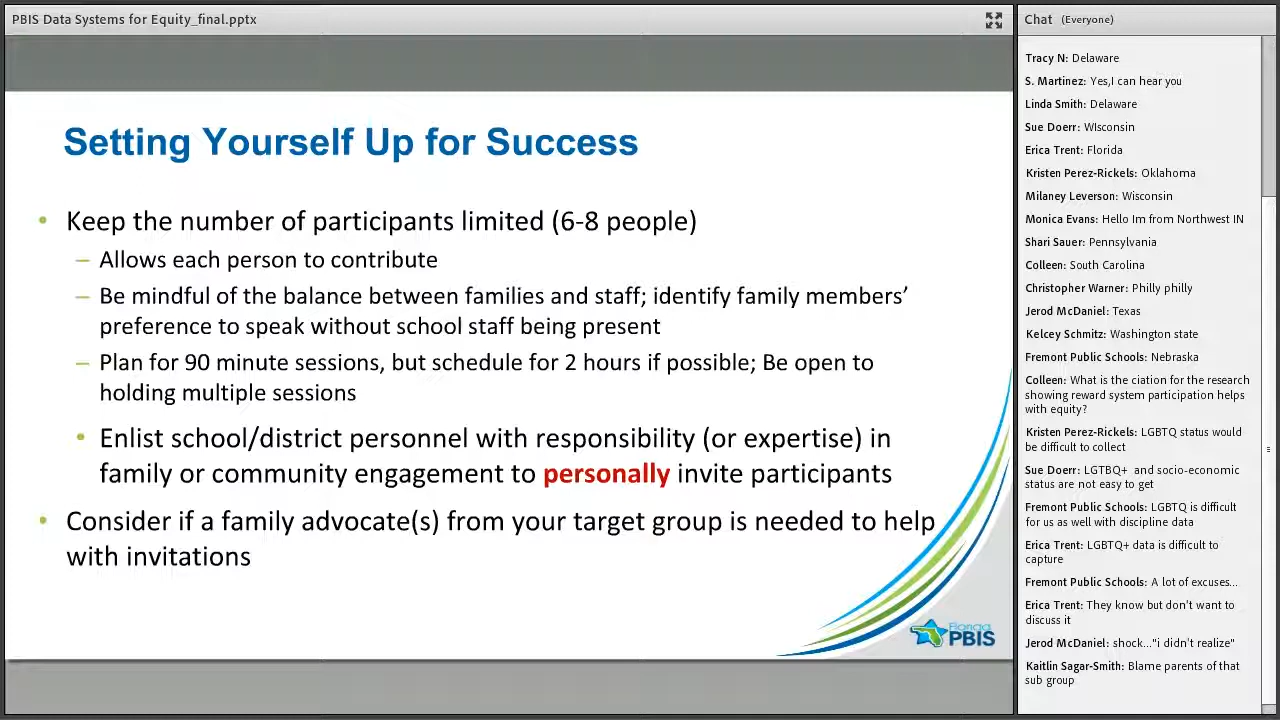 PBIS Data Systems for Equity_final.pptx
Setting Yourself Up for Success
• Keep the number of participants limited (6-8 people)
– Allows each person to contribute
– Be mindful of the balance between families and staff; identify family members’
preference to speak without school staff being present
– Plan for 90 minute sessions, but schedule for 2 hours if possible; Be open to
holding multiple sessions
• Enlist school/district personnel with responsibility (or expertise) in
family or community engagement to personally invite participants
• Consider if a family advocate(s) from your target group is needed to help
with invitations
Florida
PBIS
Chat (Everyone)
Tracy N: Delaware
S. Martinez: Yes,I can hear you
Linda Smith: Delaware
Sue Doerr: WIsconsin
Erica Trent: Florida
Kristen Perez-Rickels: Oklahoma
Milaney Leverson: Wisconsin
Monica Evans: Hello Im from Northwest IN
Shari Sauer: Pennsylvania
Colleen: South Carolina
Christopher Warner: Philly philly
Jerod McDaniel: Texas
Kelcey Schmitz: Washington state
Fremont Public Schools: Nebraska
Colleen: What is the ciation for the research
showing reward system participation helps
with equity?
Kristen Perez-Rickels: LGBTQ status would
be difficult to collect
Sue Doerr: LGTBQ+ and socio-economic
status are not easy to get
Fremont Public Schools: LGBTQ is difficult
for us as well with discipline data
Erica Trent: LGBTQ+ data is difficult to
capture
Fremont Public Schools: A lot of excuses...
Erica Trent: They know but don't want to
discuss it
Jerod McDaniel: shock..."i didn't realize"
Kaitlin Sagar-Smith: Blame parents of that
sub group